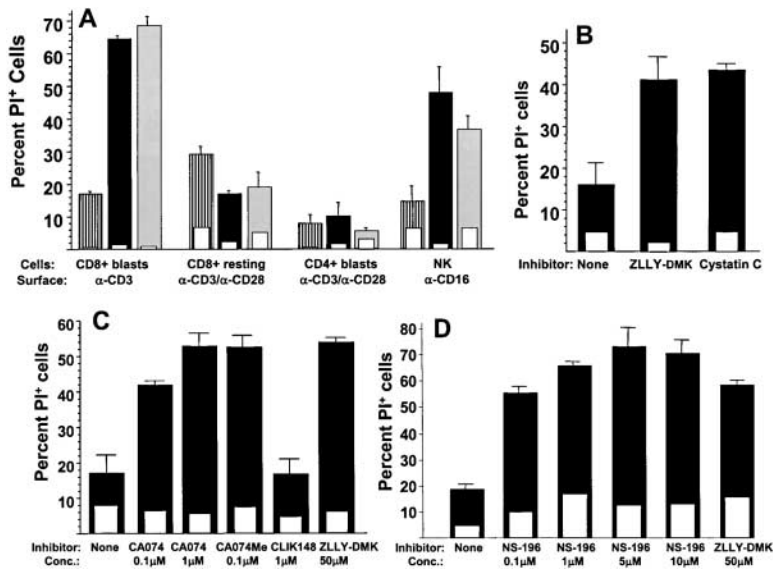 A
Percent PI+ Cells
70
60
50
40
30
20
10
Cells: CD8+ blasts CD8+ resting CD4+ blasts NK
Surface: α-CD3 α-CD3/α-CD28 α-CD3/α-CD28 α-CD16
B
Percent PI+ cells
50
40
30
20
10
Inhibitor: None ZLLY-DMK Cystatin C
C
Percent PI+ cells
60
50
40
30
20
10
Inhibitor: None CA074 CA074 CA074Me CLIK148 ZLLY-DMK
Conc.: 0.1μM 1μM 0.1μM 1μM 50μM
D
Percent PI+ cells
80
70
60
50
40
30
20
10
Inhibitor: None NS-196 NS-196 NS-196 NS-196 ZLLY-DMK
Conc.: 0.1μM 1μM 5μM 10μM 50μM